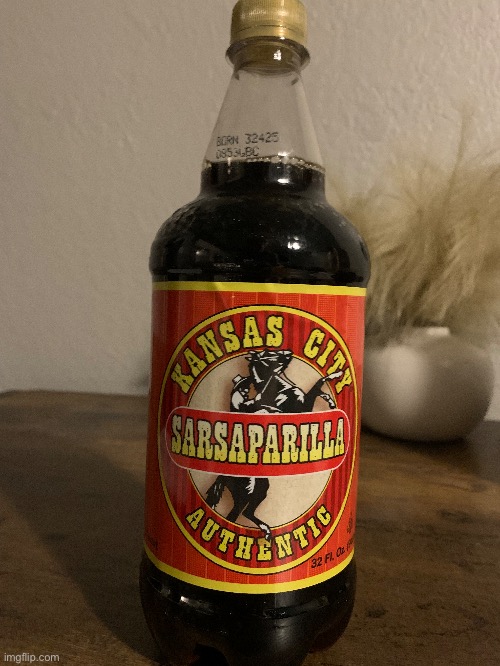 BORN 32425
KANSAS CITY
SARSAPARILLA
AUTHENTIC
32 Fl. Oz.
imgflip.com